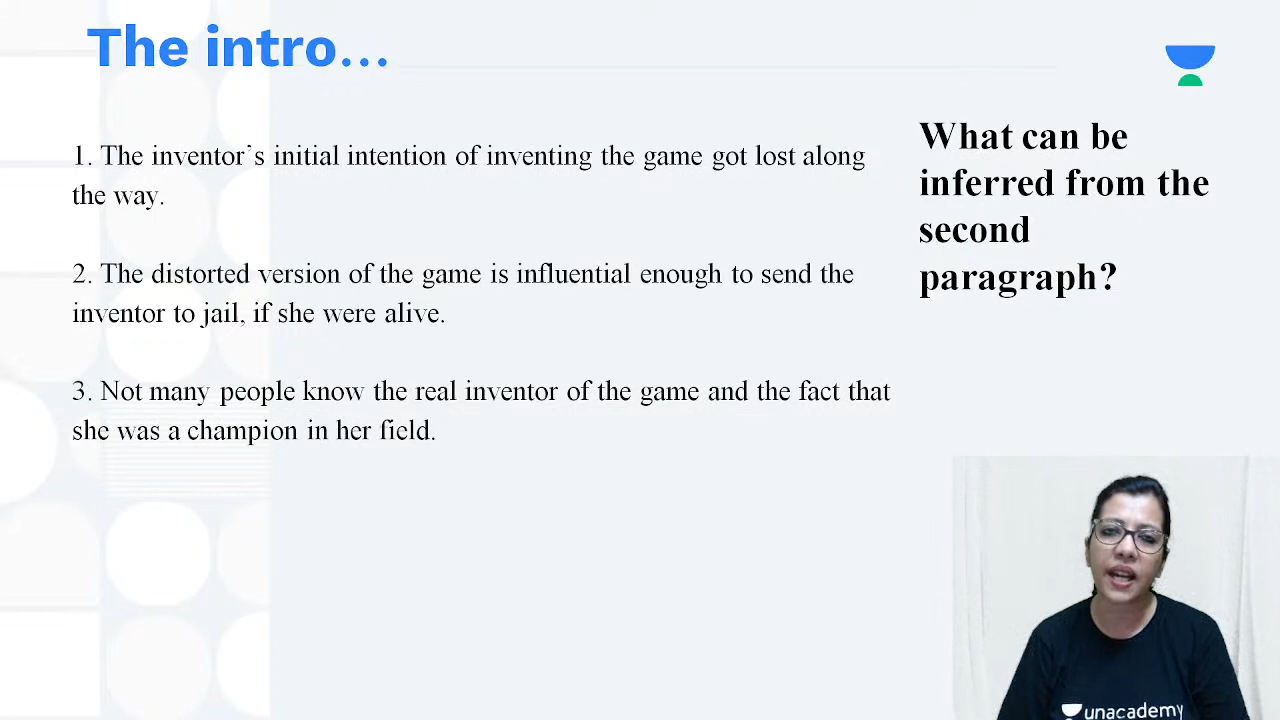 The intro...
1. The inventor's initial intention of inventing the game got lost along
the way.
2. The distorted version of the game is influential enough to send the
inventor to jail, if she were alive.
3. Not many people know the real inventor of the game and the fact that
she was a champion in her field.
What can be
inferred from the
second
paragraph?
unacademy